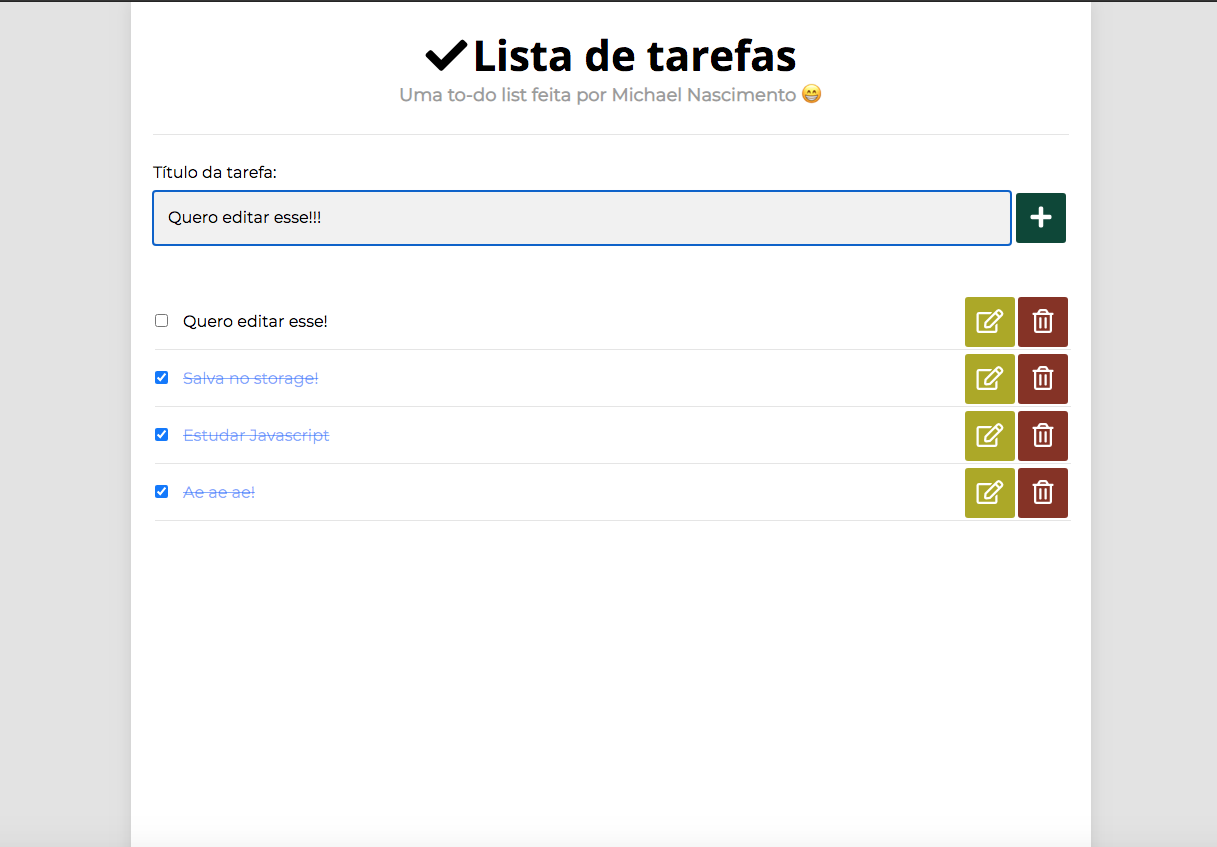 Lista de tarefas
Uma to-do list feita por Michael Nascimento 😁
Título da tarefa:
Quero editar esse!!!
Quero editar esse!
Salva no storage!
Estudar Javascript
Ae ae ae!